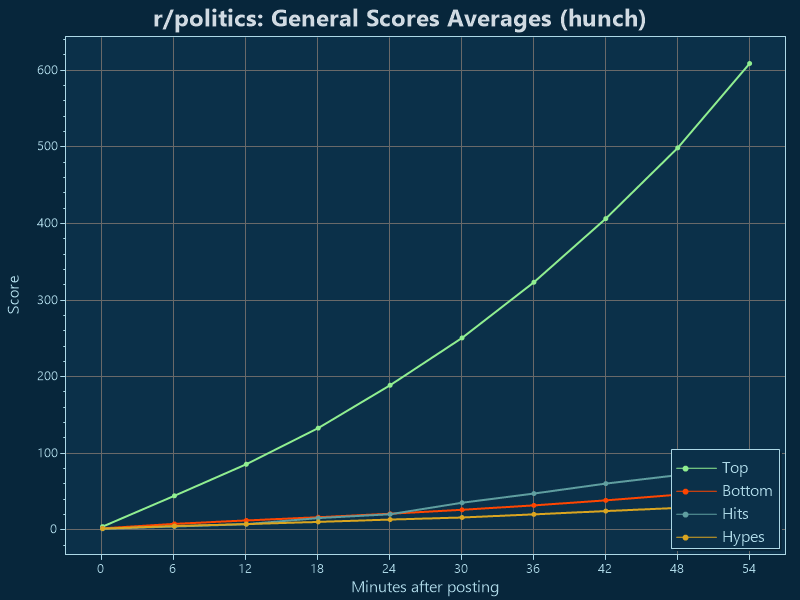 r/politics: General Scores Averages (hunch)
600
500
400
300
200
100
0
Score
0 6 12 18 24 30 36 42 48 54
Minutes after posting
Top
Bottom
Hits
Hypes